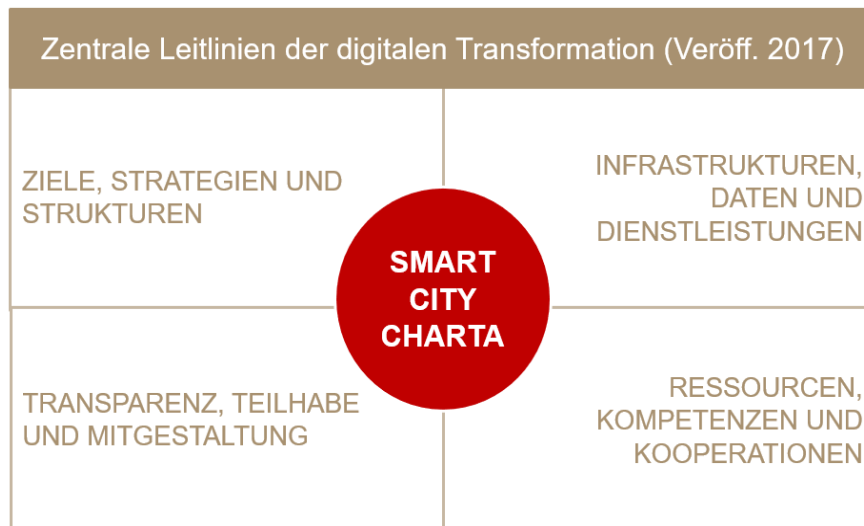 Zentrale Leitlinien der digitalen Transformation (Veröff. 2017)
ZIELE, STRATEGIEN UND
STRUKTUREN
INFRASTRUKTUREN,
DATEN UND
DIENSTLEISTUNGEN
SMART
CITY
CHARTA
TRANSPARENZ, TEILHABE
UND MITGESTALTUNG
RESSOURCEN,
KOMPETENZEN UND
KOOPERATIONEN